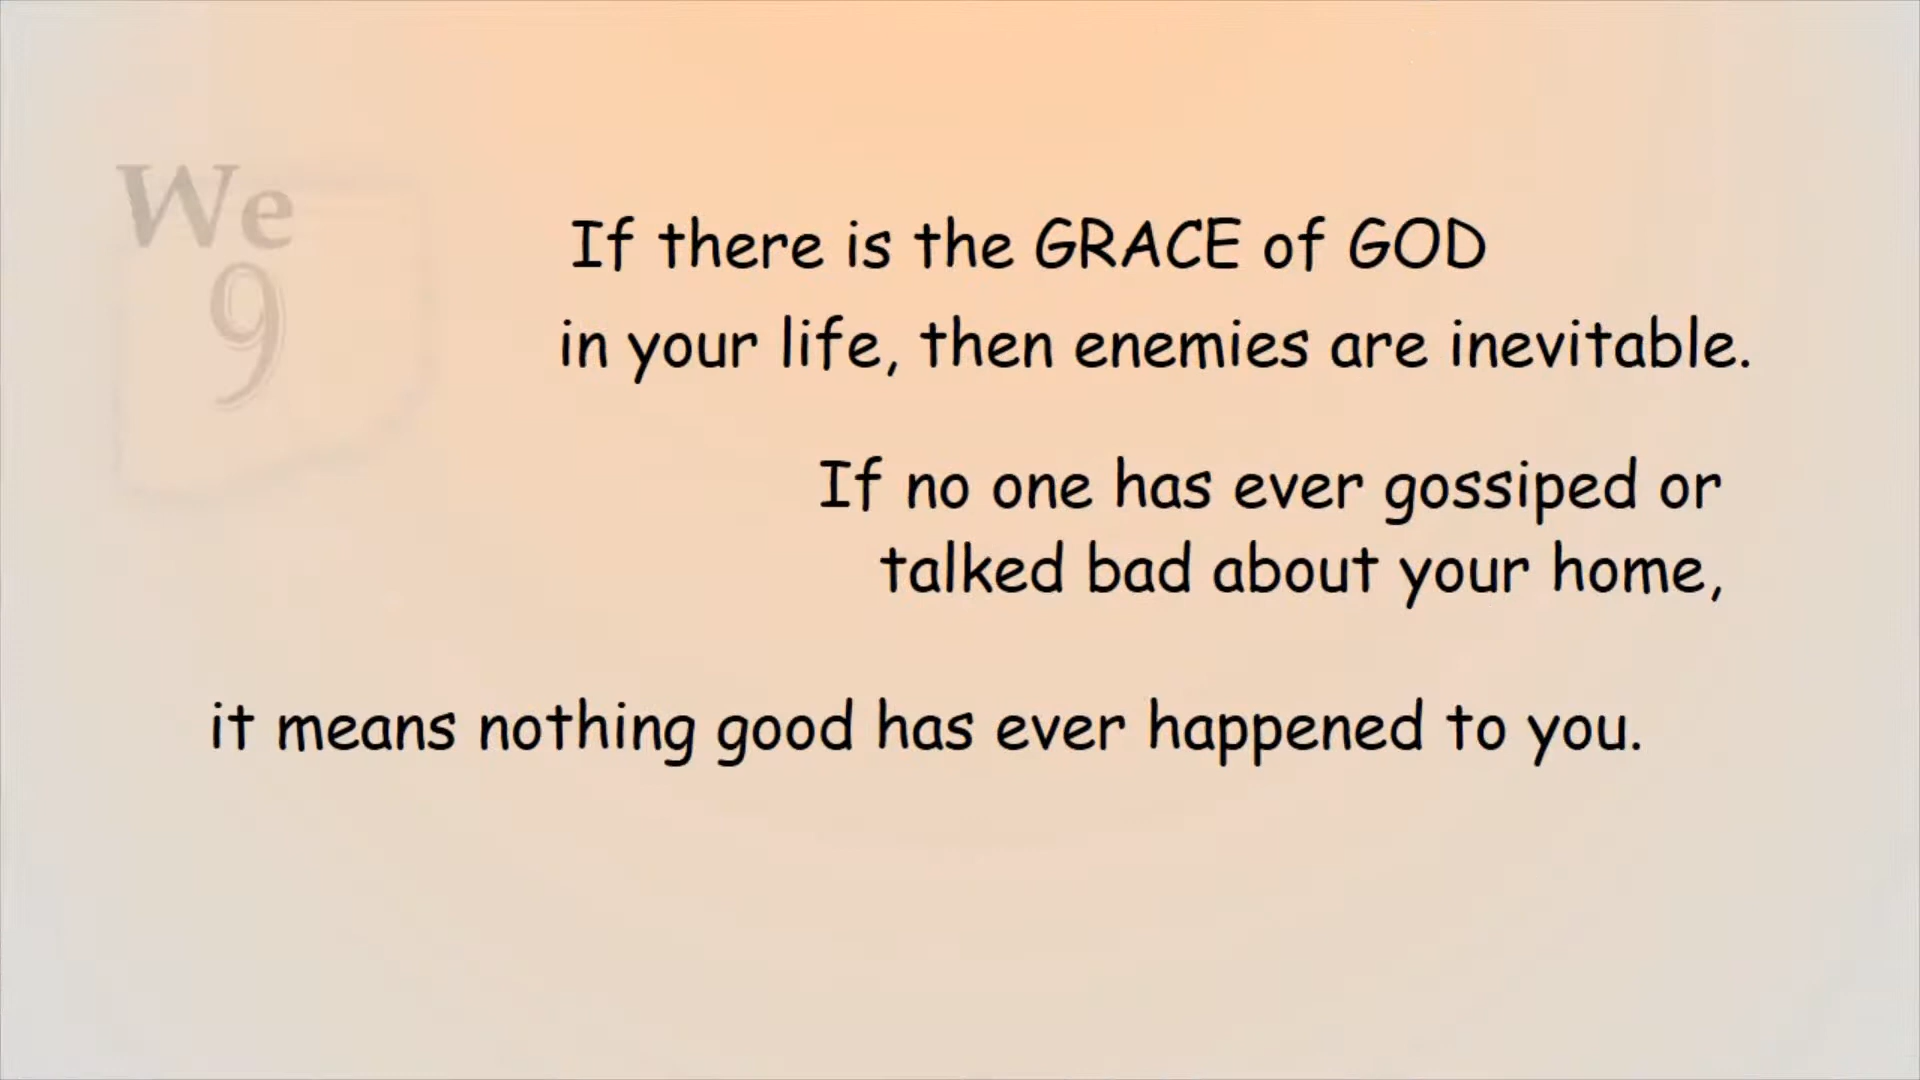 We
9
If there is the GRACE of GOD
in your life, then enemies are inevitable.
If no one has ever gossiped or
talked bad about your home,
it means nothing good has ever happened to you.